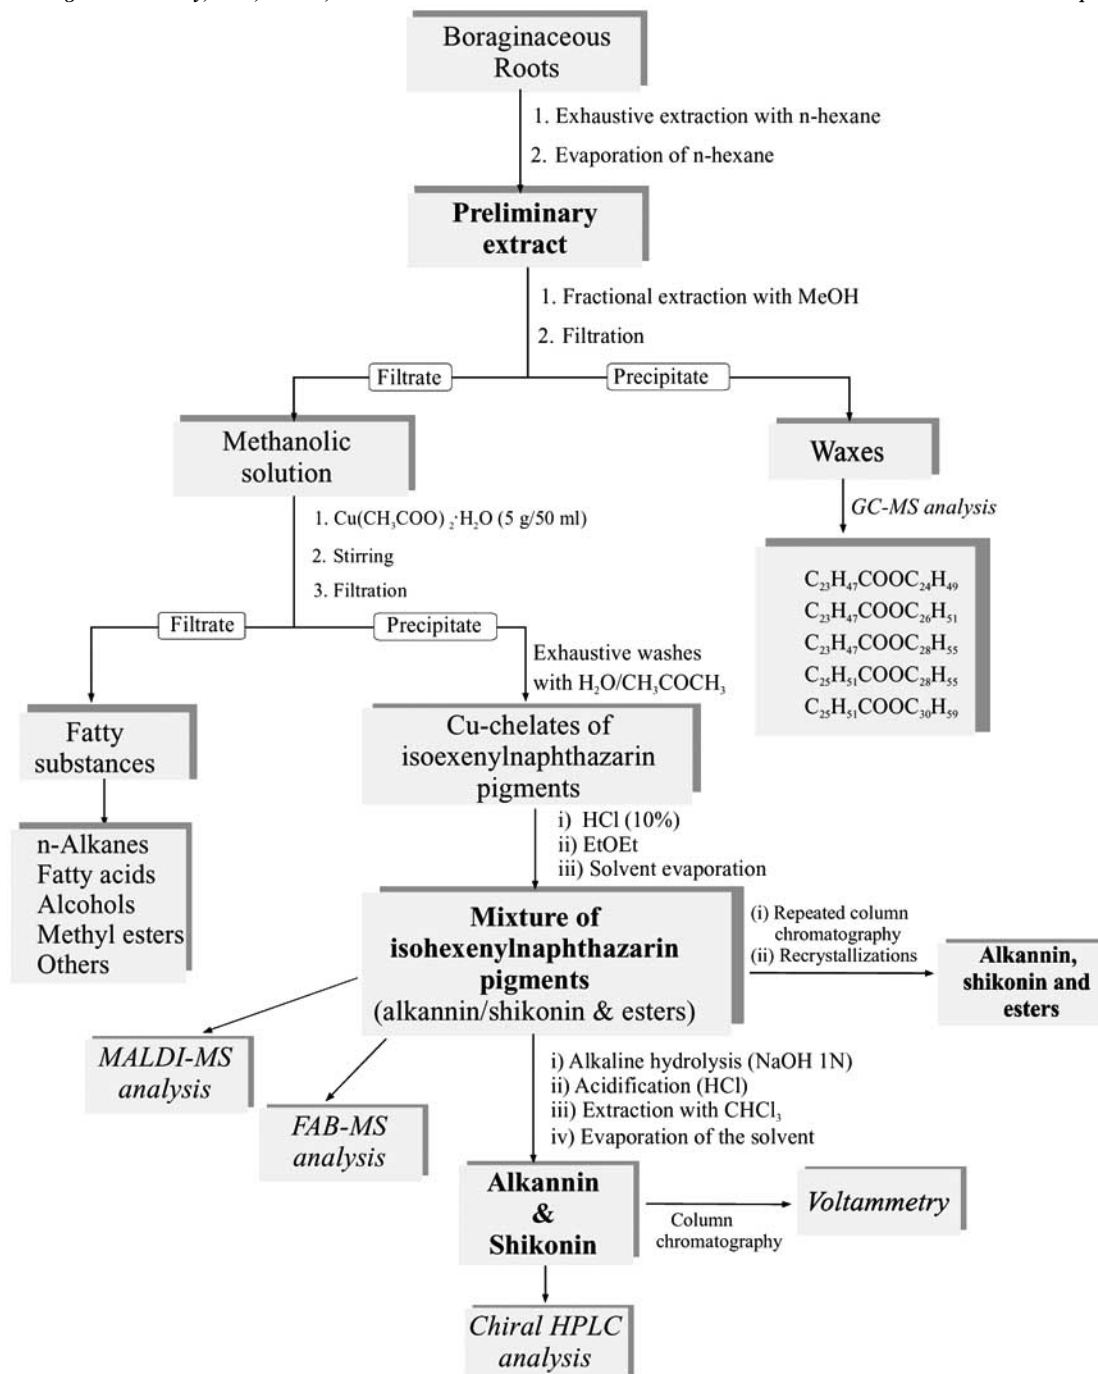 Boraginaceous
Roots
1. Exhaustive extraction with n-hexane
2. Evaporation of n-hexane
Preliminary
extract
1. Fractional extraction with MeOH
2. Filtration
Filtrate
Precipitate
Methanolic
solution
Waxes
GC-MS analysis
1. Cu(CH₃COO) ₂·H₂O (5 g/50 ml)
2. Stirring
3. Filtration
C₂₃H₄₇COOC₂₄H₄₉
C₂₃H₄₇COOC₂₆H₅₁
C₂₃H₄₇COOC₂₈H₅₅
C₂₅H₅₁COOC₂₈H₅₅
C₂₅H₅₁COOC₃₀H₅₉
Filtrate
Precipitate
Exhaustive washes
with H₂O/CH₃COCH₃
Fatty
substances
Cu-chelates of
isoexenylnaphthazarin
pigments
n-Alkanes
Fatty acids
Alcohols
Methyl esters
Others
i) HCl (10%)
ii) EtOEt
iii) Solvent evaporation
Mixture of
isohexenylnaphthazarin
pigments
(alkannin/shikonin & esters)
(i) Repeated column
chromatography
(ii) Recrystallizations
Alkannin,
shikonin and
esters
MALDI-MS
analysis
FAB-MS
analysis
i) Alkaline hydrolysis (NaOH 1N)
ii) Acidification (HCl)
iii) Extraction with CHCl₃
iv) Evaporation of the solvent
Alkannin
&
Shikonin
Column
chromatography
Voltammetry
Chiral HPLC
analysis